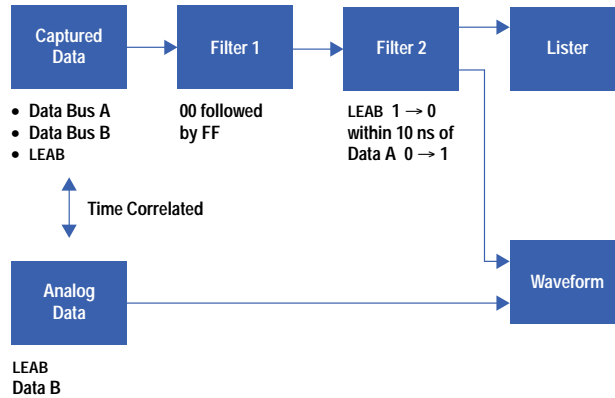 Captured
Data
Filter 1
Filter 2
Lister
• Data Bus A
• Data Bus B
• LEAB
00 followed
by FF
LEAB 1 → 0
within 10 ns of
Data A 0 → 1
Time Correlated
Analog
Data
Waveform
LEAB
Data B